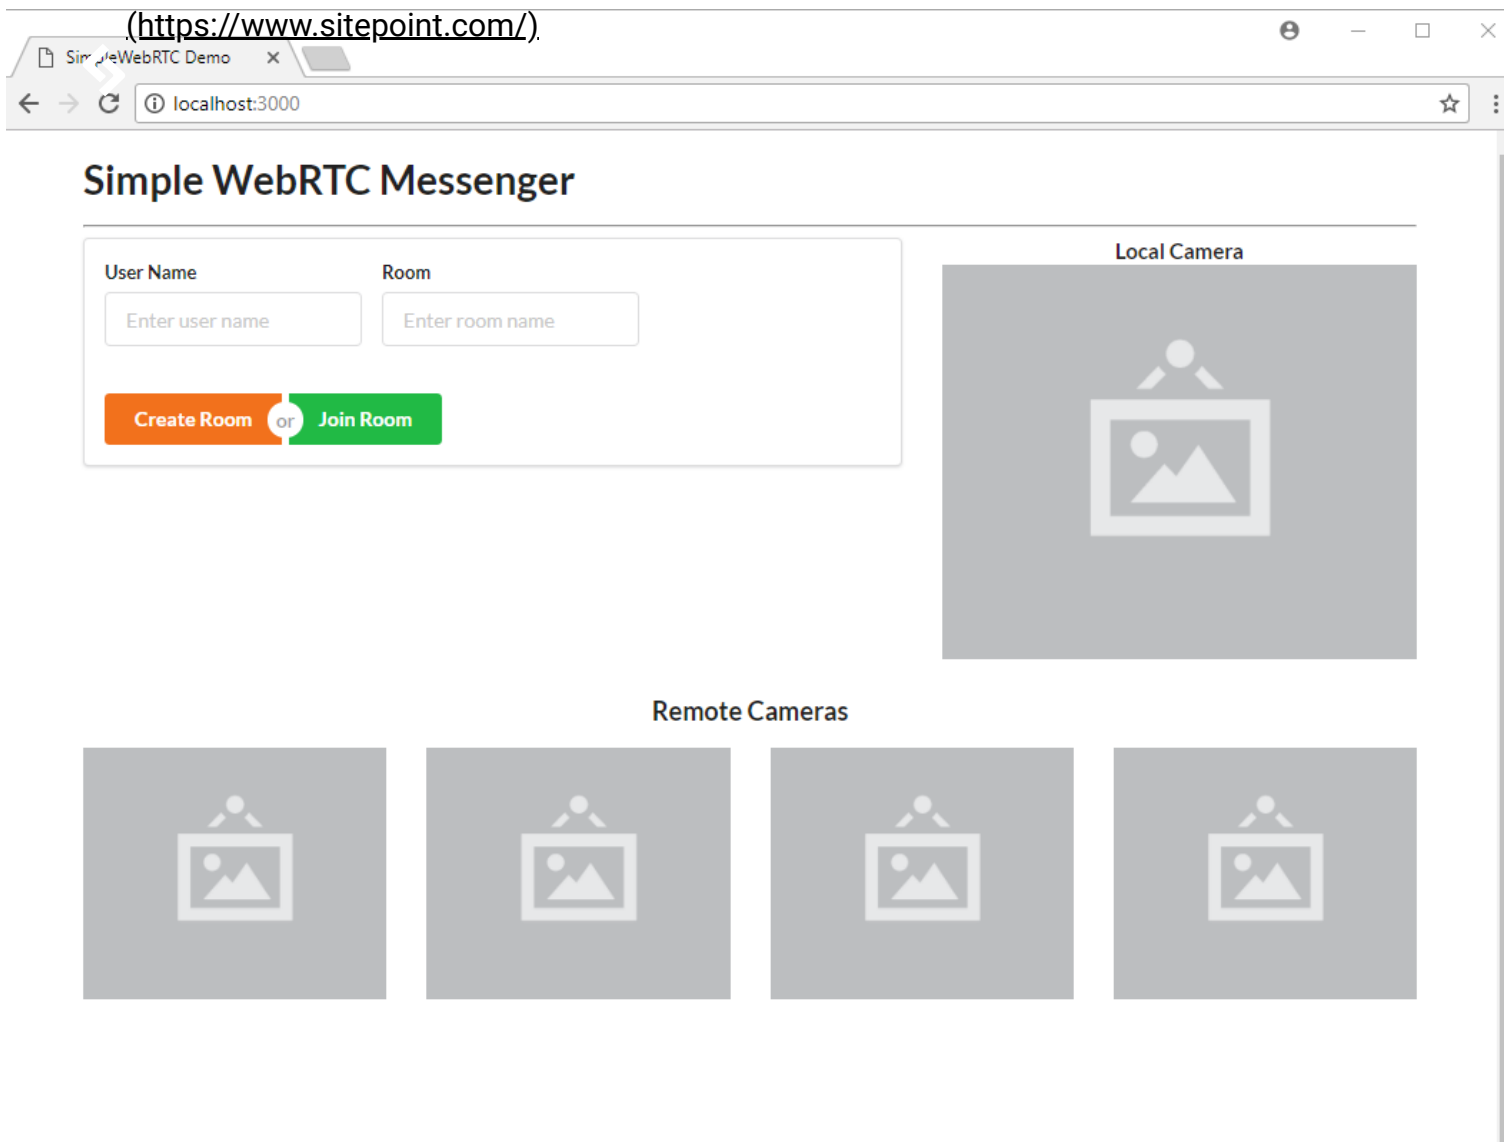 (https://www.sitepoint.com/)
SimpleWebRTC Demo
localhost:3000
Simple WebRTC Messenger
User Name
Room
Local Camera
Enter user name
Enter room name
Create Room
or
Join Room
Remote Cameras